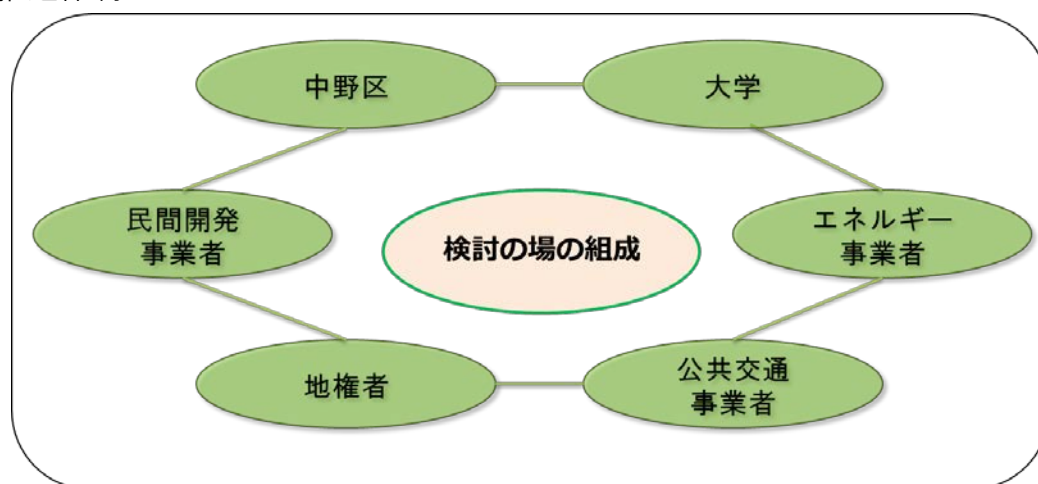 中野区
大学
民間開発
事業者
検討の場の組成
エネルギー
事業者
地権者
公共交通
事業者